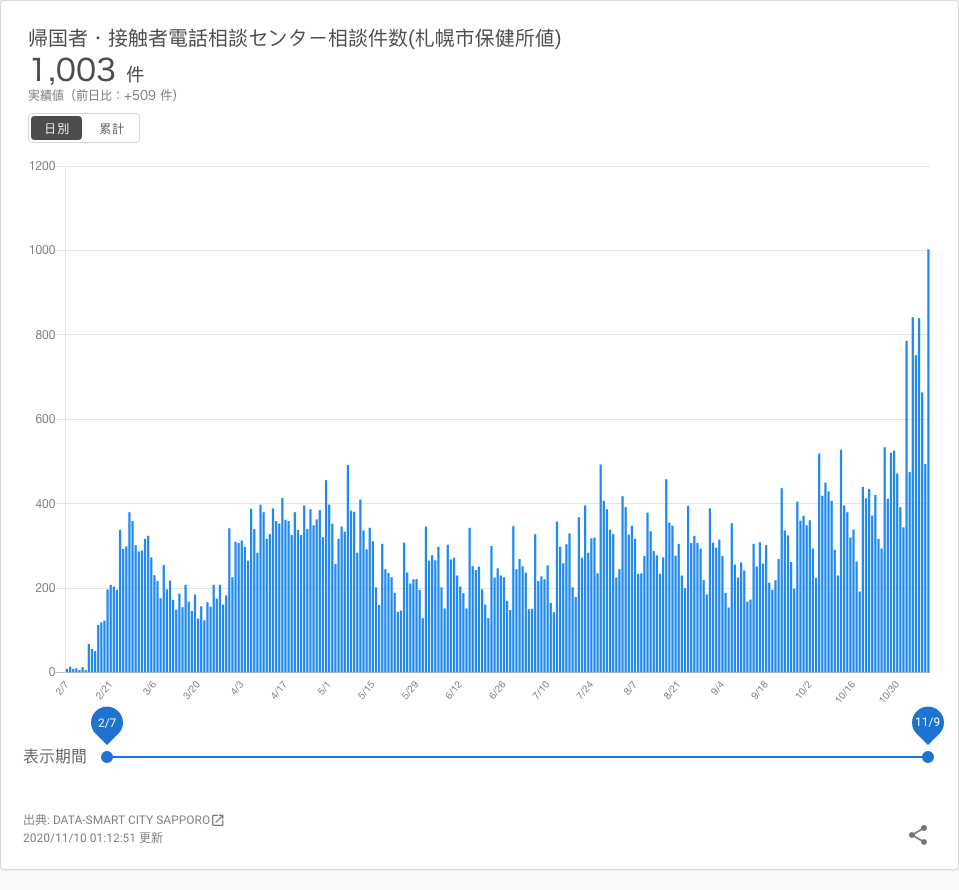 帰国者・接触者電話相談センター相談件数(札幌市保健所値)
1,003 件
実績値（前日比：+509 件）
日別 累計
1200
1000
800
600
400
200
0
2/7 2/21 3/6 3/20 4/3 4/17 5/1 5/15 5/29 6/12 6/26 7/10 7/24 8/7 8/21 9/4 9/18 10/2 10/16 10/30
2/7 11/9
表示期間
出典: DATA-SMART CITY SAPPORO
2020/11/10 01:12:51 更新